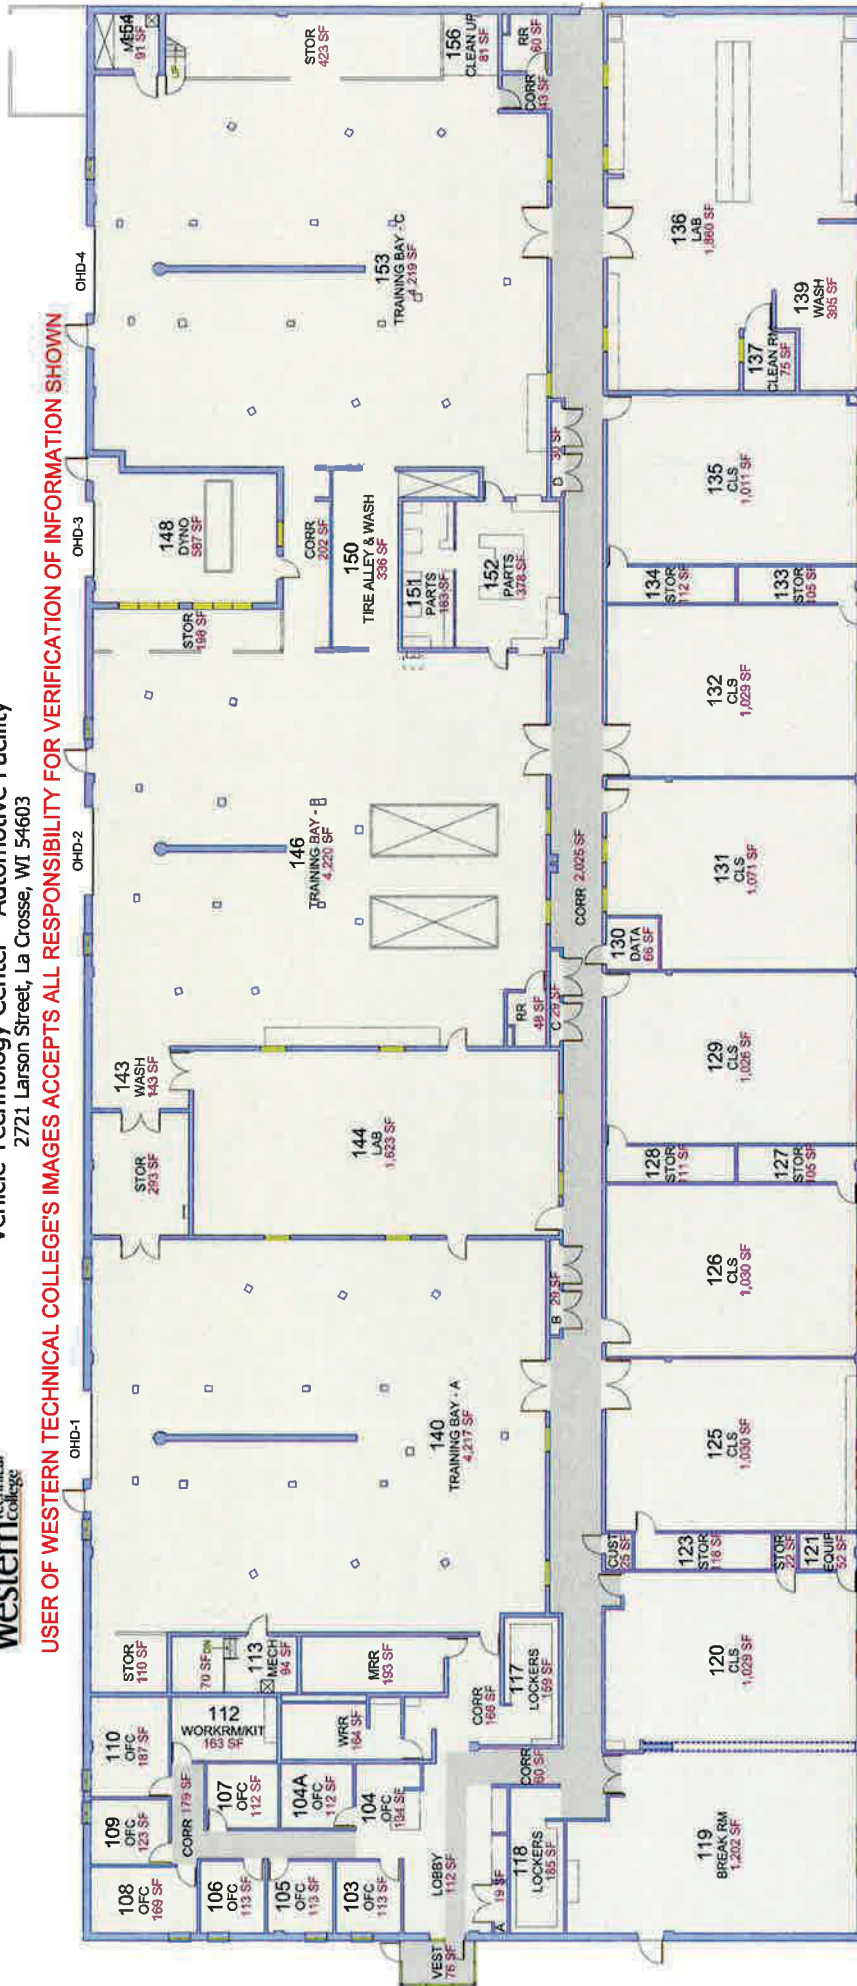 Western Technical College
Vehicle Technology Center - Automotive Facility
2721 Larson Street, La Crosse, WI 54603
USER OF WESTERN TECHNICAL COLLEGE'S IMAGES ACCEPTS ALL RESPONSIBILITY FOR VERIFICATION OF INFORMATION SHOWN
OHD-1
OHD-2
OHD-3
OHD-4
108
OFC
169 SF
109
OFC
123 SF
110
OFC
187 SF
STOR
110 SF
106
OFC
113 SF
CORR 179 SF
107
OFC
112 SF
112
WORKRM/KIT
163 SF
70 SF
DN
113
MECH
94 SF
105
OFC
113 SF
104A
OFC
112 SF
WRR
164 SF
MRR
193 SF
103
OFC
113 SF
104
OFC
134 SF
LOBBY
112 SF
VEST
76 SF
A
19 SF
CORR
166 SF
117
LOCKERS
159 SF
118
LOCKERS
185 SF
CORR
60 SF
140
TRAINING BAY - A
4,217 SF
B
29 SF
STOR
293 SF
143
WASH
143 SF
144
LAB
1,623 SF
146
TRAINING BAY - B
4,220 SF
RR
48 SF
C 29 SF
CORR 2,025 SF
STOR
198 SF
148
DYNO
587 SF
CORR
202 SF
150
TIRE ALLEY & WASH
336 SF
151
PARTS
183 SF
152
PARTS
378 SF
D
30 SF
153
TRAINING BAY - C
4,219 SF
154
MECH
91 SF
UP
STOR
423 SF
156
CLEAN UP
81 SF
RR
60 SF
CORR
43 SF
119
BREAK RM
1,202 SF
120
CLS
1,029 SF
CUST
25 SF
123
STOR
118 SF
STOR
22 SF
121
EQUIP
52 SF
125
CLS
1,030 SF
126
CLS
1,030 SF
128
STOR
111 SF
127
STOR
105 SF
129
CLS
1,026 SF
130
DATA
66 SF
131
CLS
1,071 SF
132
CLS
1,029 SF
134
STOR
112 SF
133
STOR
105 SF
135
CLS
1,011 SF
136
LAB
1,860 SF
137
CLEAN RM
75 SF
139
WASH
305 SF